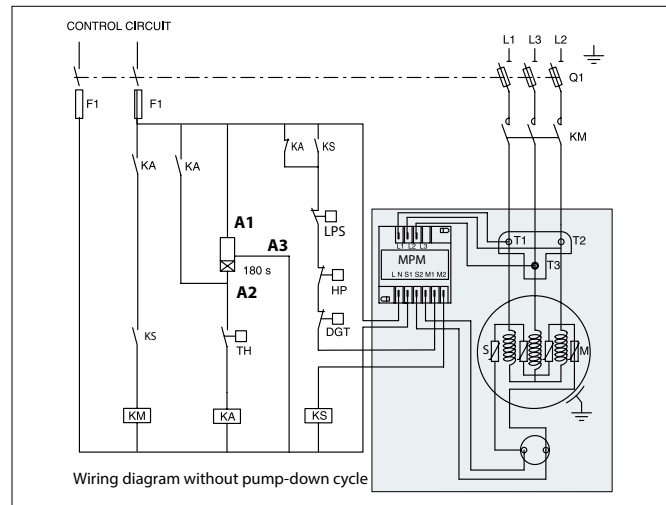 CONTROL CIRCUIT
L1 L3 L2
Q1
F1 F1
KM
KA KA KA KS
A1
A3
LPS
180 s
A2
HP
DGT
TH
KS
L1 L2 L3
MPM
L N S1 S2 M1 M2
T1 T2
T3
S M
KM KA KS
Wiring diagram without pump-down cycle